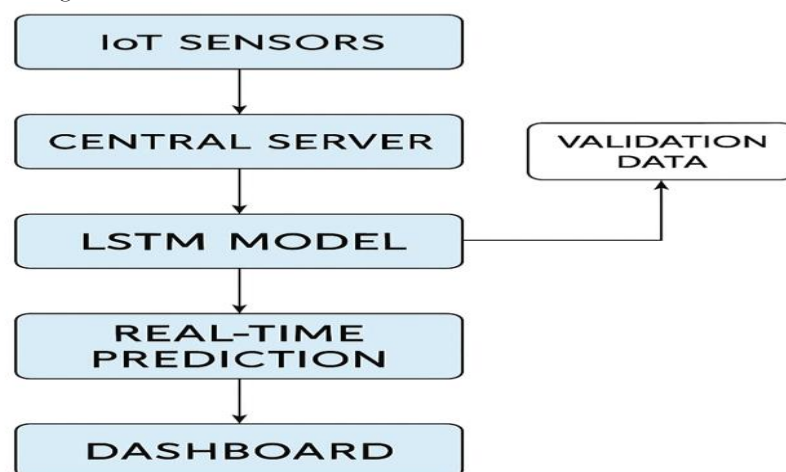 IoT SENSORS
CENTRAL SERVER
VALIDATION
DATA
LSTM MODEL
REAL-TIME
PREDICTION
DASHBOARD